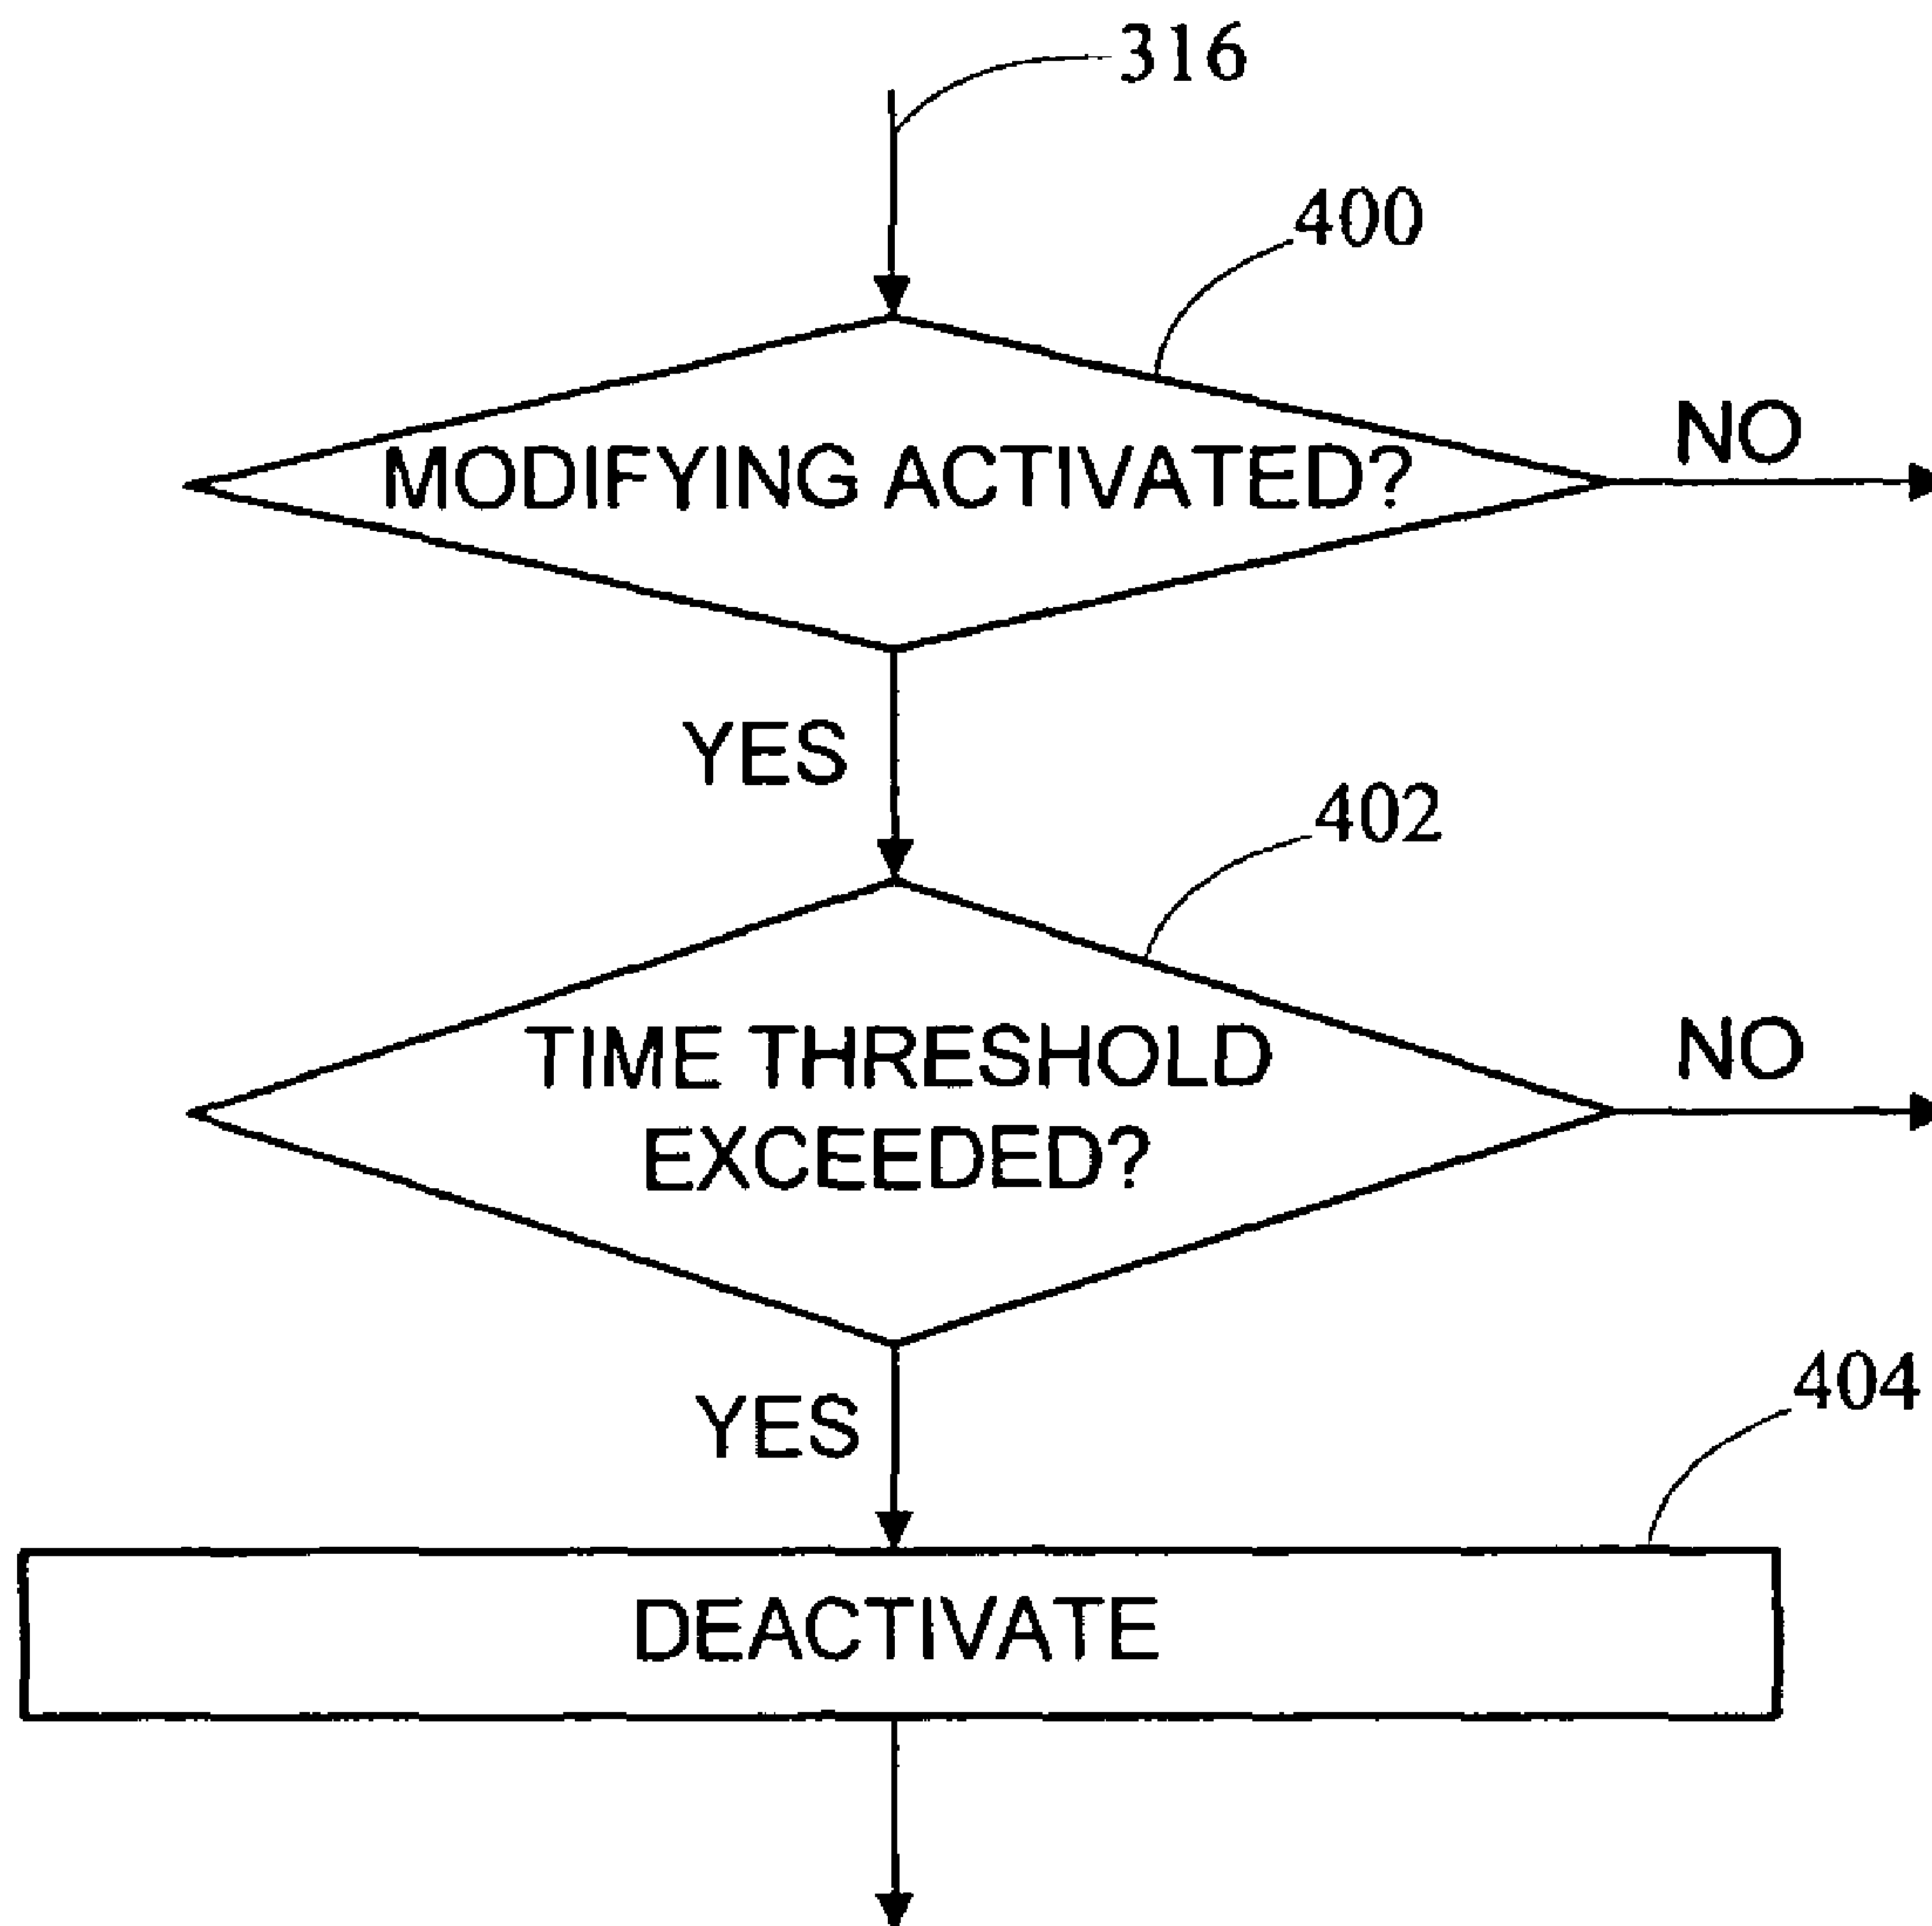 316
400
MODIFYING ACTIVATED?
NO
YES
402
TIME THRESHOLD
EXCEEDED?
NO
YES
404
DEACTIVATE